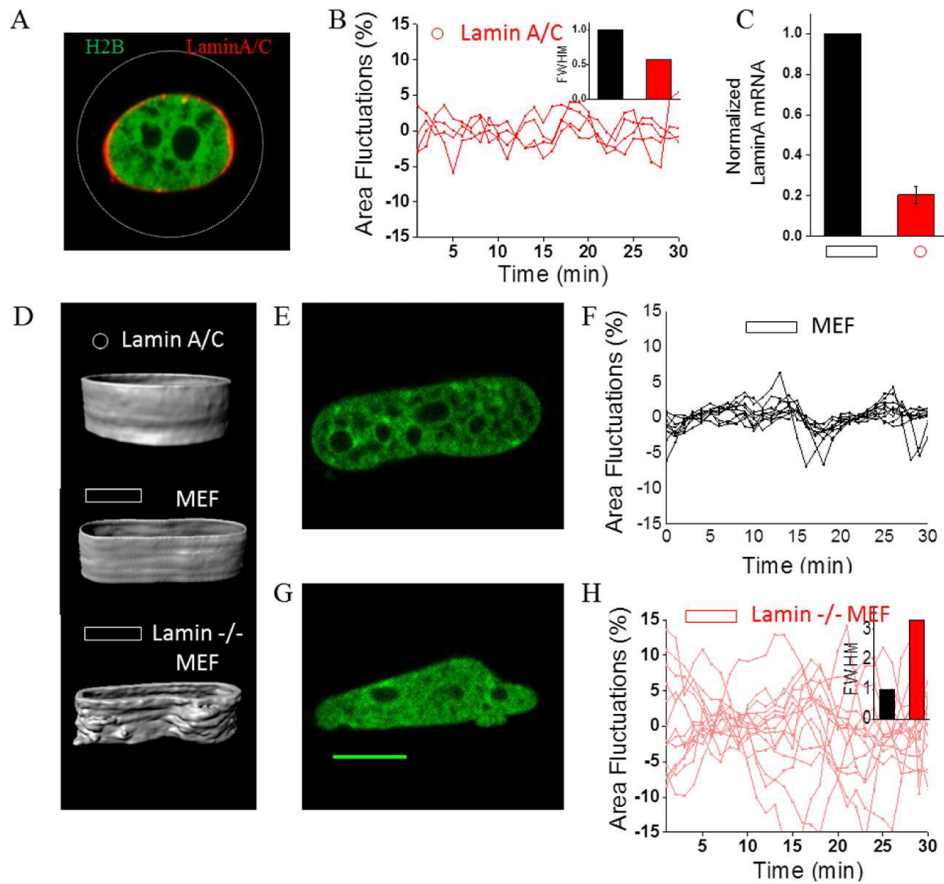 A
H2B
LaminA/C
B
Area Fluctuations (%)
15
10
5
0
-5
-10
-15
Lamin A/C
FWHM
1.0
0.5
0.0
5
10
15
20
25
30
Time (min)
C
Normalized
LaminA mRNA
1.0
0.8
0.6
0.4
0.2
0.0
D
Lamin A/C
MEF
Lamin -/-
MEF
E
F
Area Fluctuations (%)
15
10
5
0
-5
-10
-15
MEF
0
5
10
15
20
25
30
Time (min)
G
H
Area Fluctuations (%)
15
10
5
0
-5
-10
-15
Lamin -/- MEF
FWHM
3
2
1
0
5
10
15
20
25
30
Time (min)